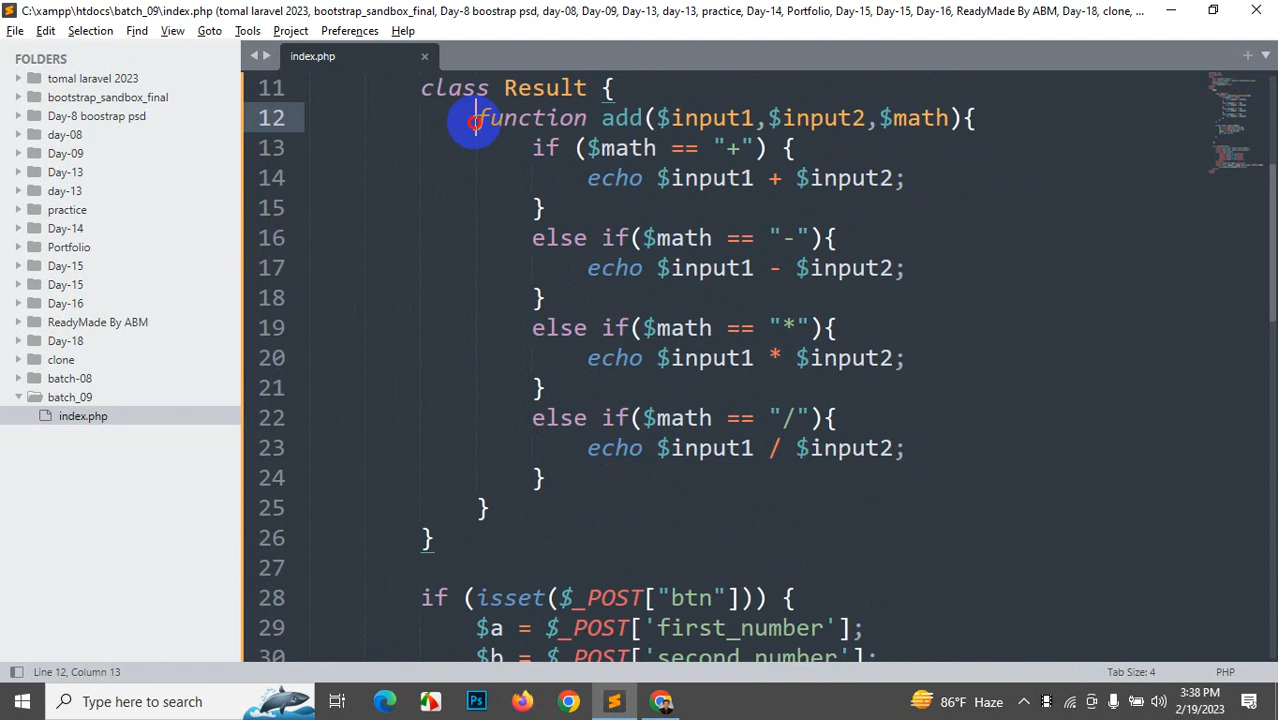 C:\xampp\htdocs\batch_09\index.php (tomal laravel 2023, bootstrap_sandbox_final, Day-8 boostrap psd, day-08, Day-09, Day-13, day-13, practice, Day-14, Portfolio, Day-15, Day-15, Day-16, ReadyMade By ABM, Day-18, clone, ...
File Edit Selection Find View Goto Tools Project Preferences Help
FOLDERS
tomal laravel 2023
bootstrap_sandbox_final
Day-8 boostrap psd
day-08
Day-09
Day-13
day-13
practice
Day-14
Portfolio
Day-15
Day-15
Day-16
ReadyMade By ABM
Day-18
clone
batch-08
batch_09
index.php
index.php
11 class Result {
12 function add($input1,$input2,$math){
13 if ($math == "+") {
14 echo $input1 + $input2;
15 }
16 else if($math == "-"){
17 echo $input1 - $input2;
18 }
19 else if($math == "*"){
20 echo $input1 * $input2;
21 }
22 else if($math == "/"){
23 echo $input1 / $input2;
24 }
25 }
26 }
27
28 if (isset($_POST["btn"])) {
29 $a = $_POST['first_number'];
30 $b = $_POST['second_number'];
Line 12, Column 13
Tab Size: 4
PHP
Type here to search
Ps
86°F Haze
3:38 PM
2/19/2023
3